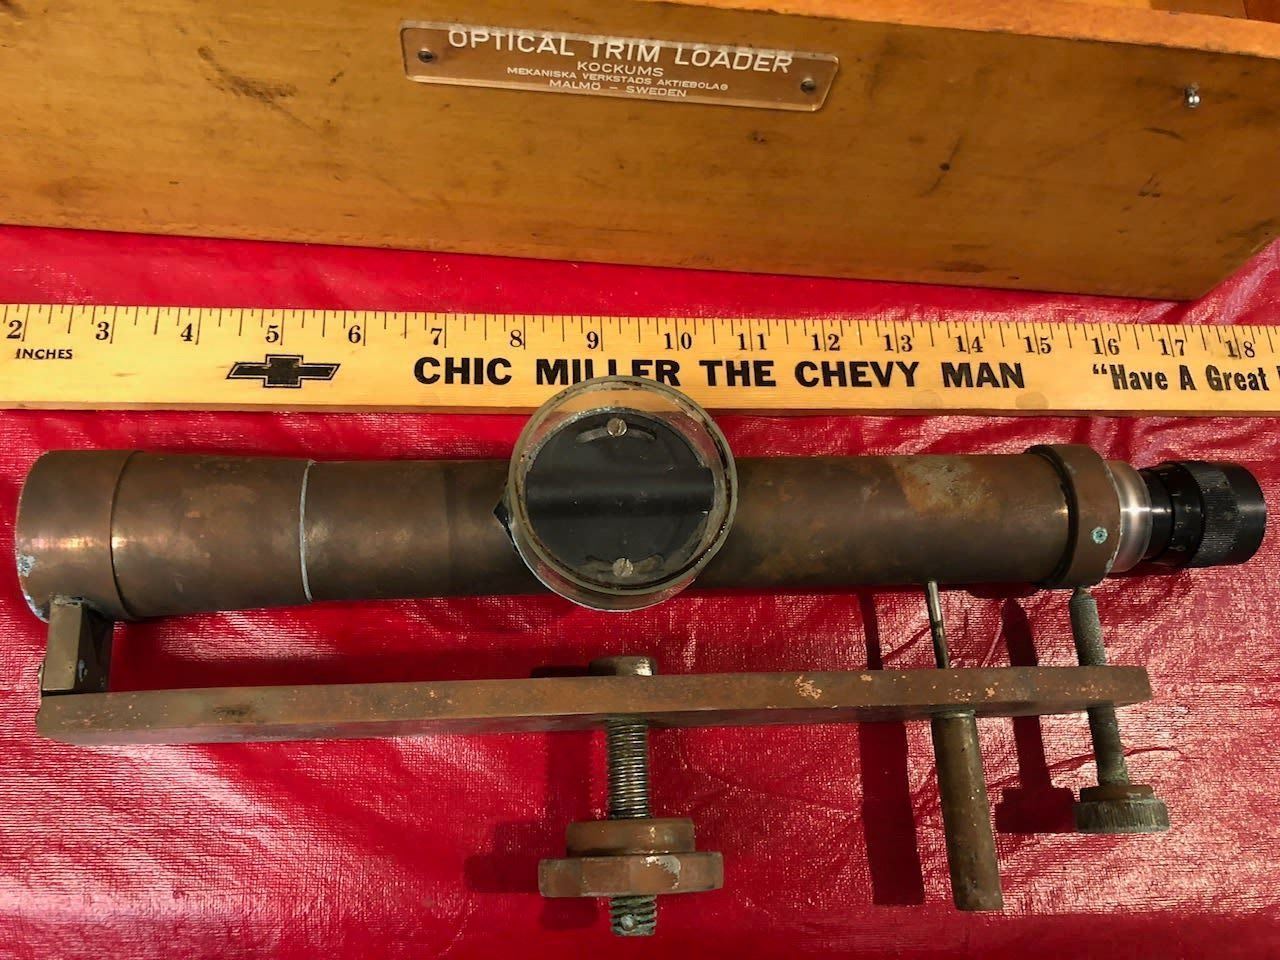 OPTICAL TRIM LOADER
KOCKUMS
MEKANISKA VERKSTADS AKTIEBOLAG
MALMÖ – SWEDEN
2 3 4 5 6 7 8 9 10 11 12 13 14 15 16 17 18
INCHES
CHIC MILLER THE CHEVY MAN "Have A Great